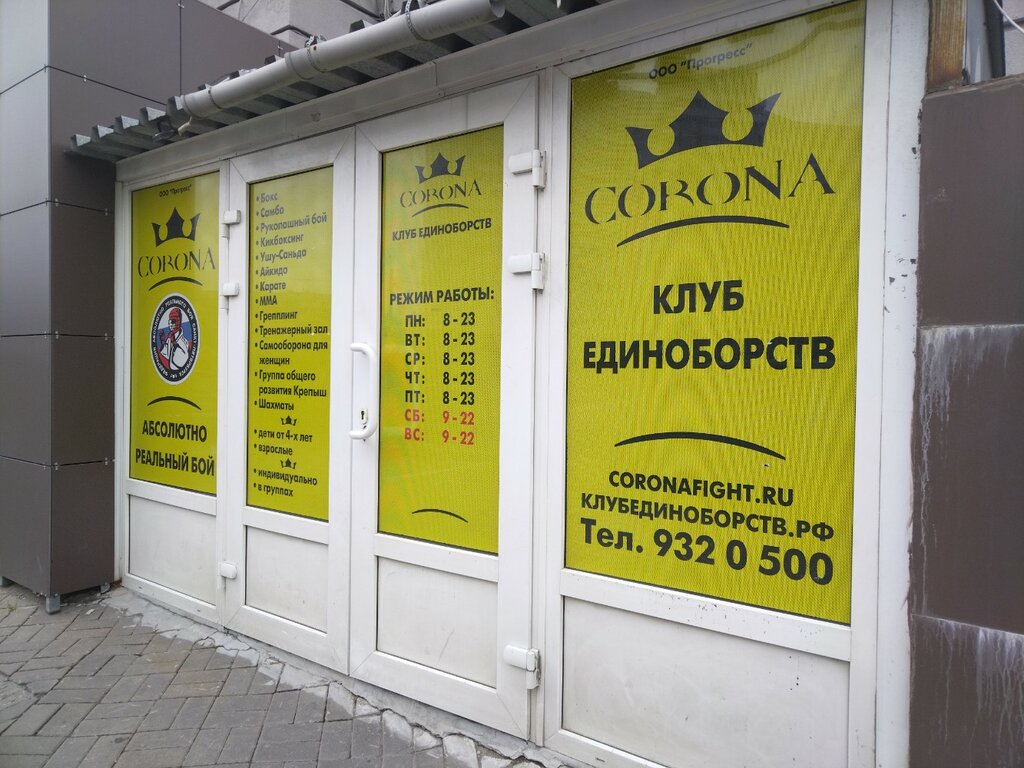 ООО "Прогресс"
CORONA
АБСОЛЮТНО
РЕАЛЬНЫЙ БОЙ
• Бокс
• Самбо
• Рукопашный бой
• Кикбоксинг
• Ушу-Саньда
• Айкидо
• Карате
• ММА
• Грепплинг
• Тренажерный зал
• Самооборона для
женщин
• Группа общего
развития Крепыш
• Шахматы
• дети от 4-х лет
• взрослые
• индивидуально
• в группах
CORONA
КЛУБ ЕДИНОБОРСТВ
РЕЖИМ РАБОТЫ:
ПН: 8 - 23
ВТ: 8 - 23
СР: 8 - 23
ЧТ: 8 - 23
ПТ: 8 - 23
СБ: 9 - 22
ВС: 9 - 22
ООО "Прогресс"
CORONA
КЛУБ
ЕДИНОБОРСТВ
CORONAFIGHT.RU
КЛУБЕДИНОБОРСТВ.РФ
Тел. 932 0 500